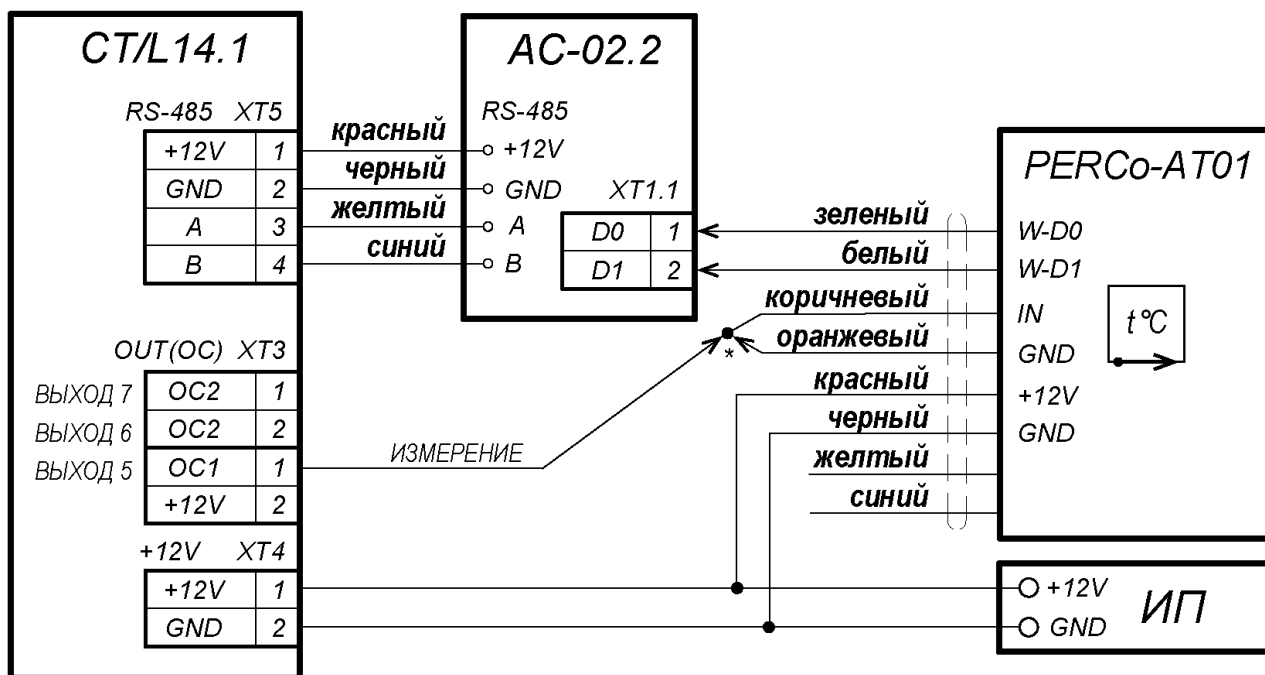 CT/L14.1
RS-485 XT5
+12V 1
GND 2
A 3
B 4
OUT(OC) XT3
ВЫХОД 7 OC2 1
ВЫХОД 6 OC2 2
ВЫХОД 5 OC1 1
+12V 2
+12V XT4
+12V 1
GND 2
красный
черный
желтый
синий
ИЗМЕРЕНИЕ
AC-02.2
RS-485
+12V
GND
A
B
XT1.1
D0 1
D1 2
*
зеленый
белый
коричневый
оранжевый
красный
черный
желтый
синий
PERCo-AT01
W-D0
W-D1
IN
GND
+12V
GND
t°C
+12V
GND
ИП